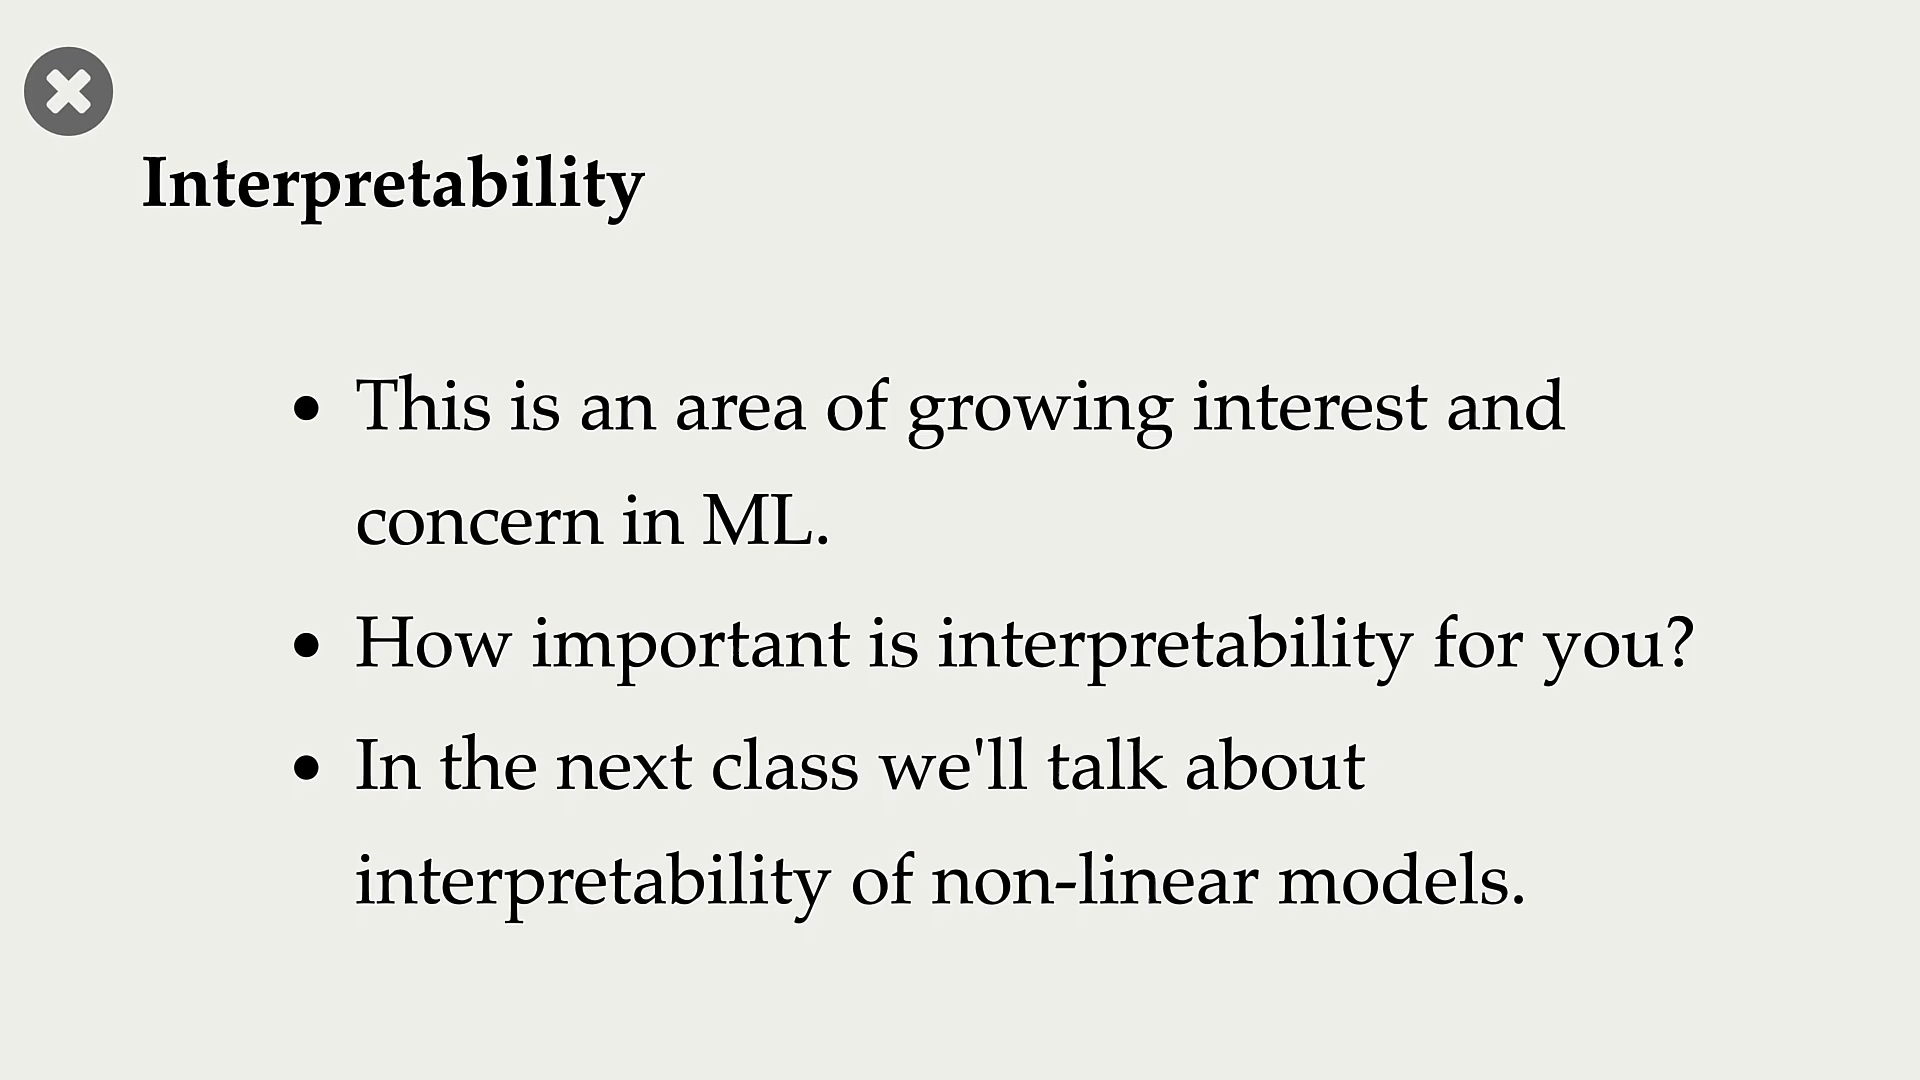 Interpretability
• This is an area of growing interest and
concern in ML.
• How important is interpretability for you?
• In the next class we'll talk about
interpretability of non-linear models.